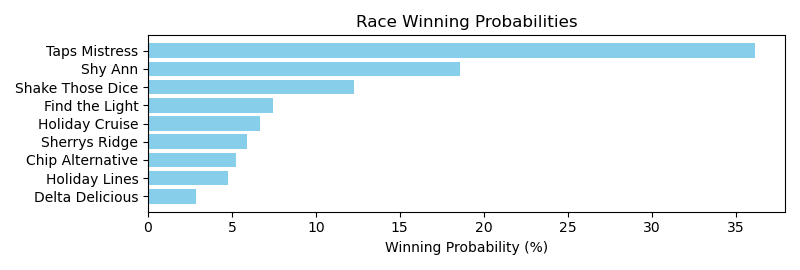 Race Winning Probabilities
Taps Mistress
Shy Ann
Shake Those Dice
Find the Light
Holiday Cruise
Sherrys Ridge
Chip Alternative
Holiday Lines
Delta Delicious
0 5 10 15 20 25 30 35
Winning Probability (%)